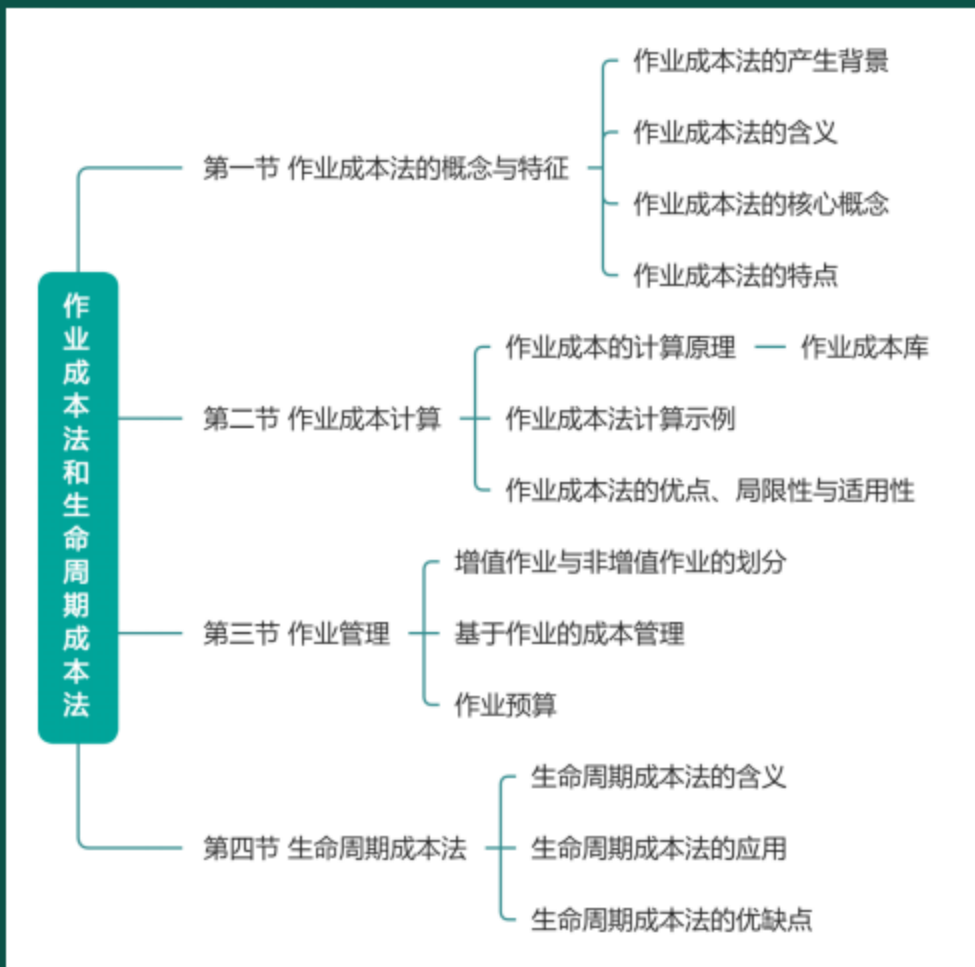 作业成本法和生命周期成本法
第一节 作业成本法的概念与特征
作业成本法的产生背景
作业成本法的含义
作业成本法的核心概念
作业成本法的特点
第二节 作业成本计算
作业成本的计算原理
作业成本库
作业成本法计算示例
作业成本法的优点、局限性与适用性
第三节 作业管理
增值作业与非增值作业的划分
基于作业的成本管理
作业预算
第四节 生命周期成本法
生命周期成本法的含义
生命周期成本法的应用
生命周期成本法的优缺点